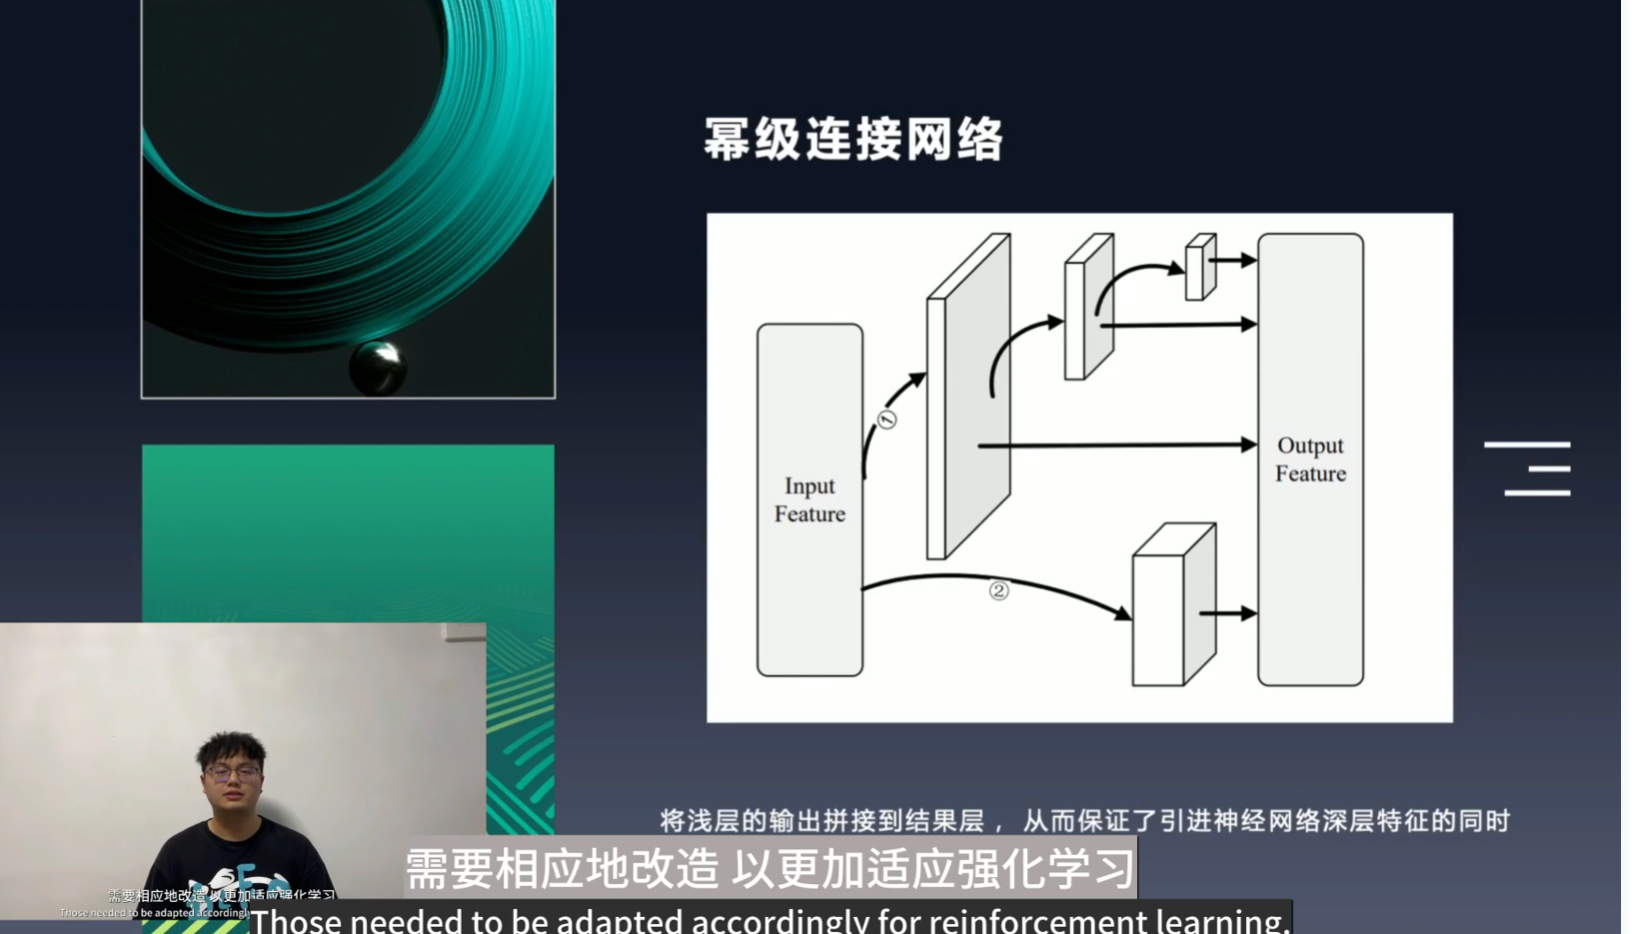 幂级连接网络
①
Input
Feature
Output
Feature
②
将浅层的输出拼接到结果层， 从而保证了引进神经网络深层特征的同时
需要相应地改造 以更加适应强化学习
Those needed to be adapted accordingly for reinforcement learning.
需要相应地改造 以更加适应强化学习
Those needed to be adapted accordingly